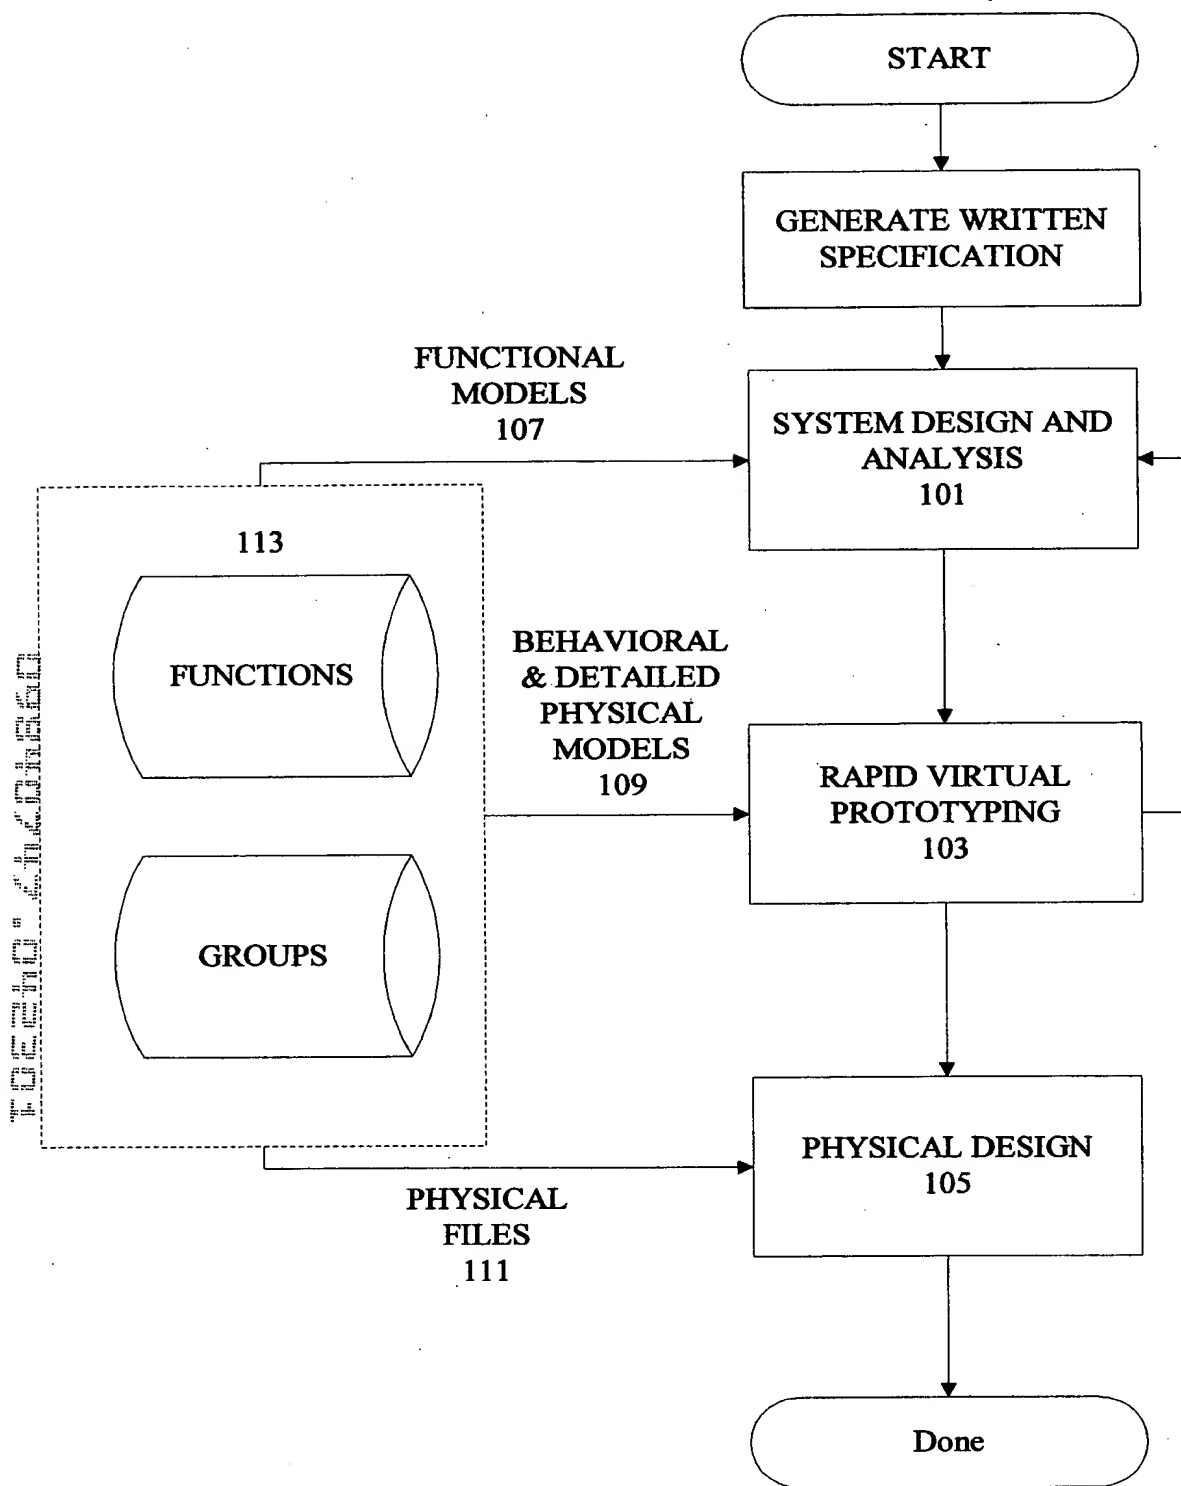 START
GENERATE WRITTEN
SPECIFICATION
FUNCTIONAL
MODELS
107
SYSTEM DESIGN AND
ANALYSIS
101
113
FUNCTIONS
BEHAVIORAL
& DETAILED
PHYSICAL
MODELS
109
RAPID VIRTUAL
PROTOTYPING
103
GROUPS
PHYSICAL DESIGN
105
PHYSICAL
FILES
111
Done